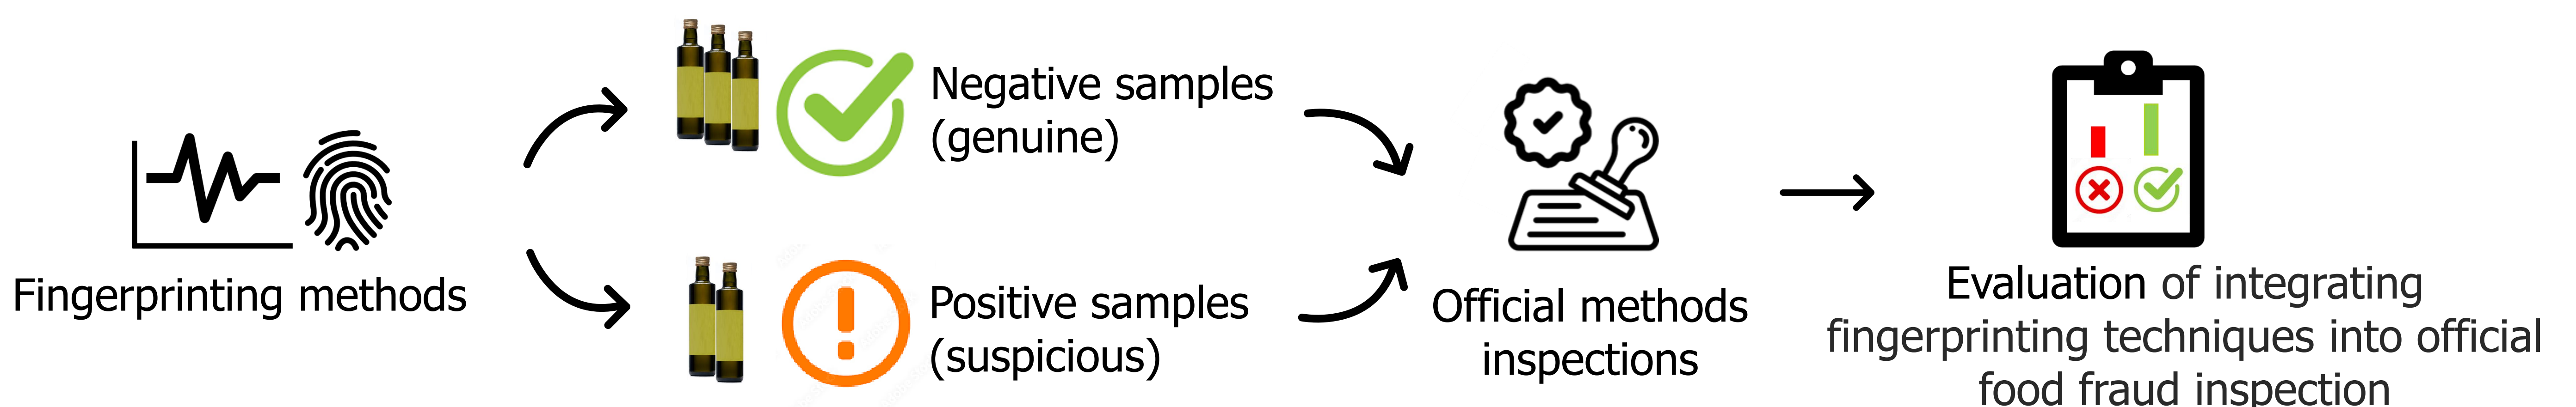 Fingerprinting methods
Negative samples
(genuine)
Positive samples
(suspicious)
Official methods
inspections
Evaluation of integrating
fingerprinting techniques into official
food fraud inspection